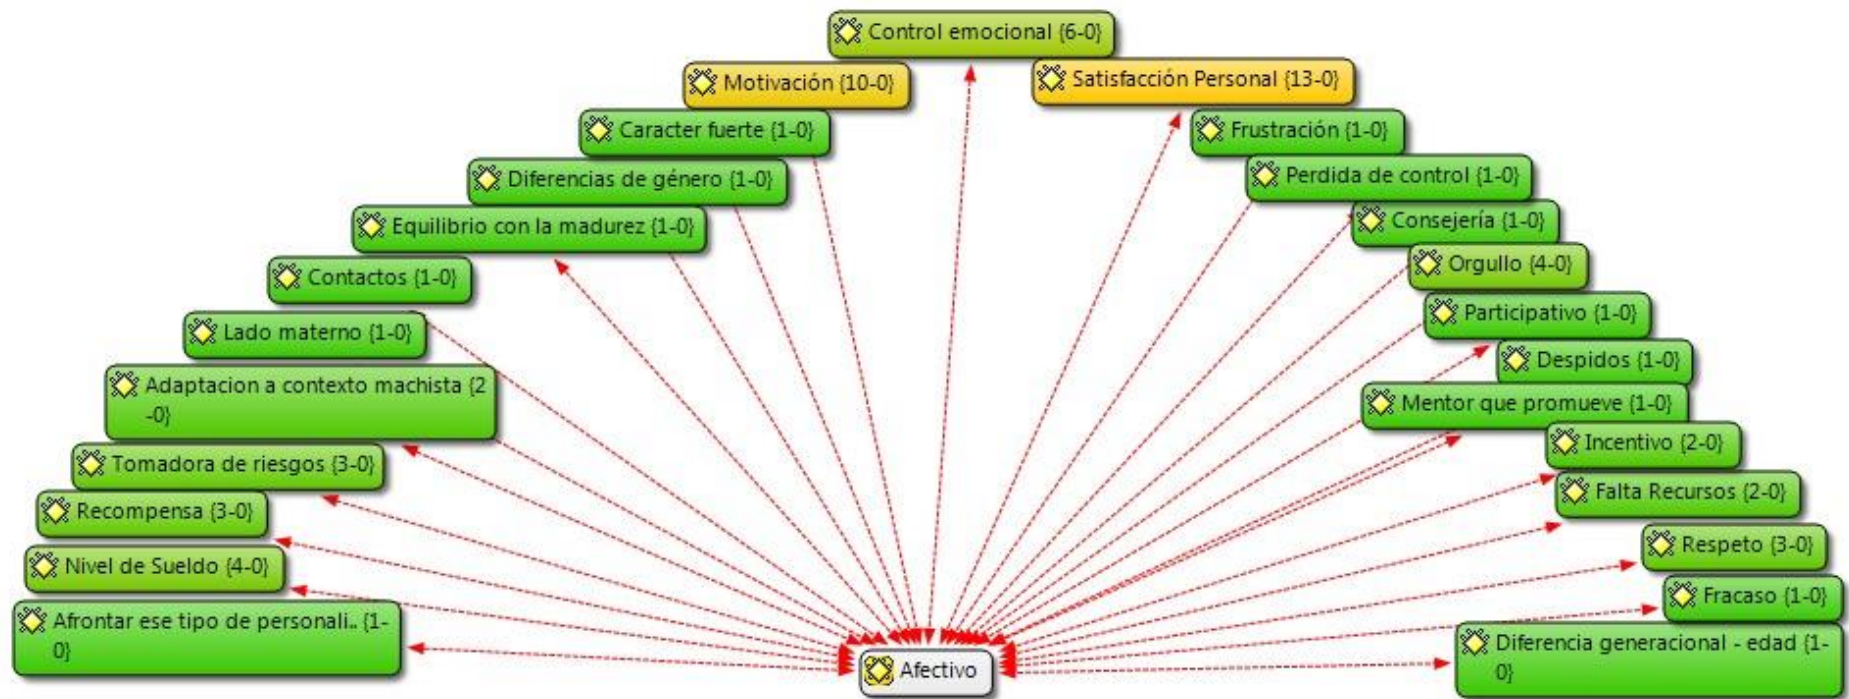 Control emocional {6-0}
Motivación {10-0}
Satisfacción Personal {13-0}
Caracter fuerte {1-0}
Frustración {1-0}
Diferencias de género {1-0}
Perdida de control {1-0}
Equilibrio con la madurez {1-0}
Consejería {1-0}
Contactos {1-0}
Orgullo {4-0}
Lado materno {1-0}
Participativo {1-0}
Despidos {1-0}
Adaptacion a contexto machista {2
-0}
Mentor que promueve {1-0}
Tomadora de riesgos {3-0}
Incentivo {2-0}
Recompensa {3-0}
Falta Recursos {2-0}
Nivel de Sueldo {4-0}
Respeto {3-0}
Afrontar ese tipo de personali.. {1-
0}
Fracaso {1-0}
Diferencia generacional - edad {1-
0}
Afectivo